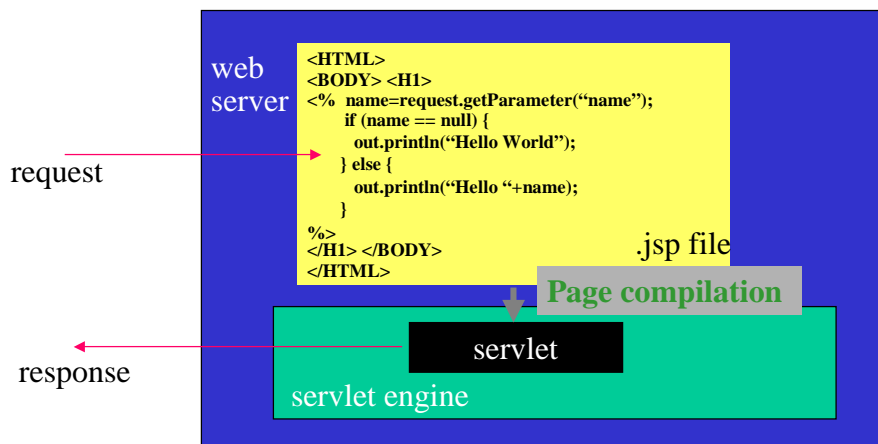 web
server
<HTML>
<BODY> <H1>
<% name=request.getParameter(“name”);
if (name == null) {
out.println(“Hello World”);
} else {
out.println(“Hello “+name);
}
%>
</H1> </BODY>
</HTML>
.jsp file
request
Page compilation
servlet
response
servlet engine